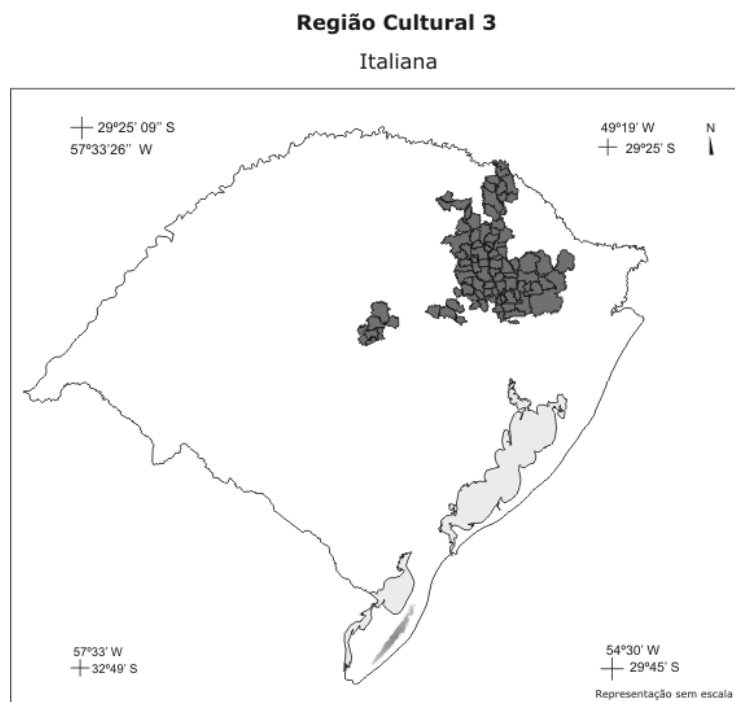 Região Cultural 3
Italiana
29º25' 09'' S
57º33'26'' W
49º19' W
29º25' S
N
57º33' W
32º49' S
54º30' W
29º45' S
Representação sem escala